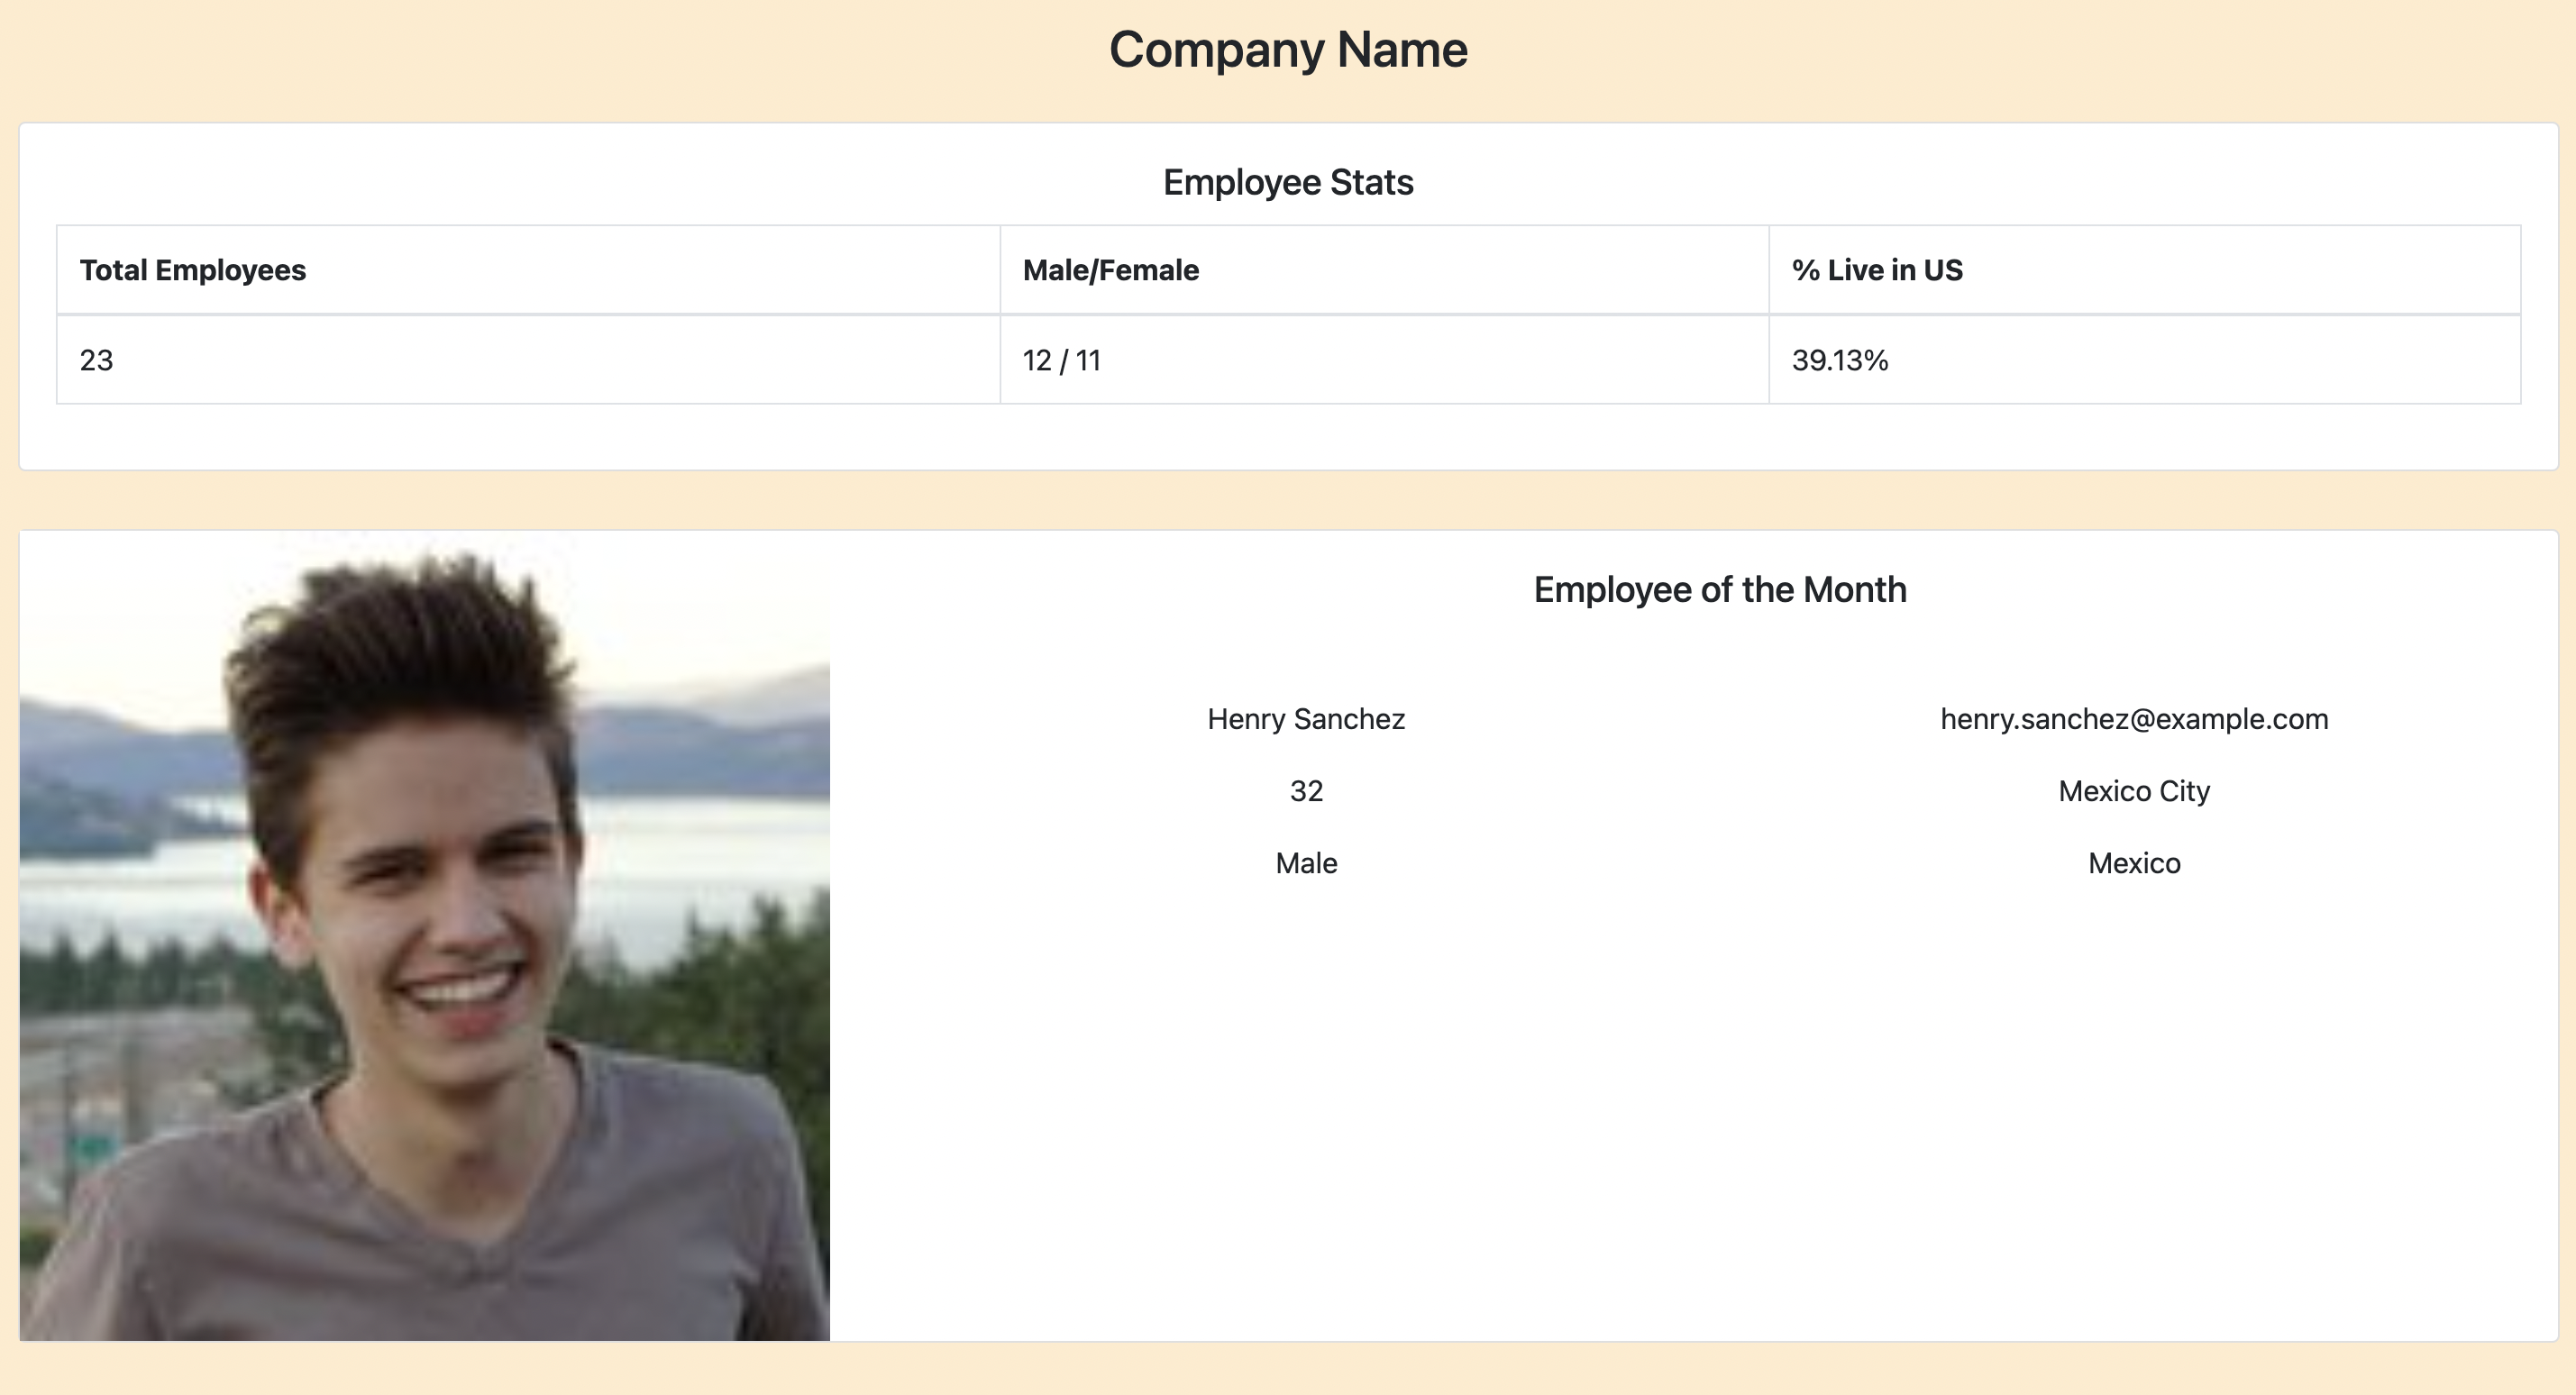 Company Name
Employee Stats
Total Employees Male/Female % Live in US
23 12 / 11 39.13%
Employee of the Month
Henry Sanchez henry.sanchez@example.com
32 Mexico City
Male Mexico